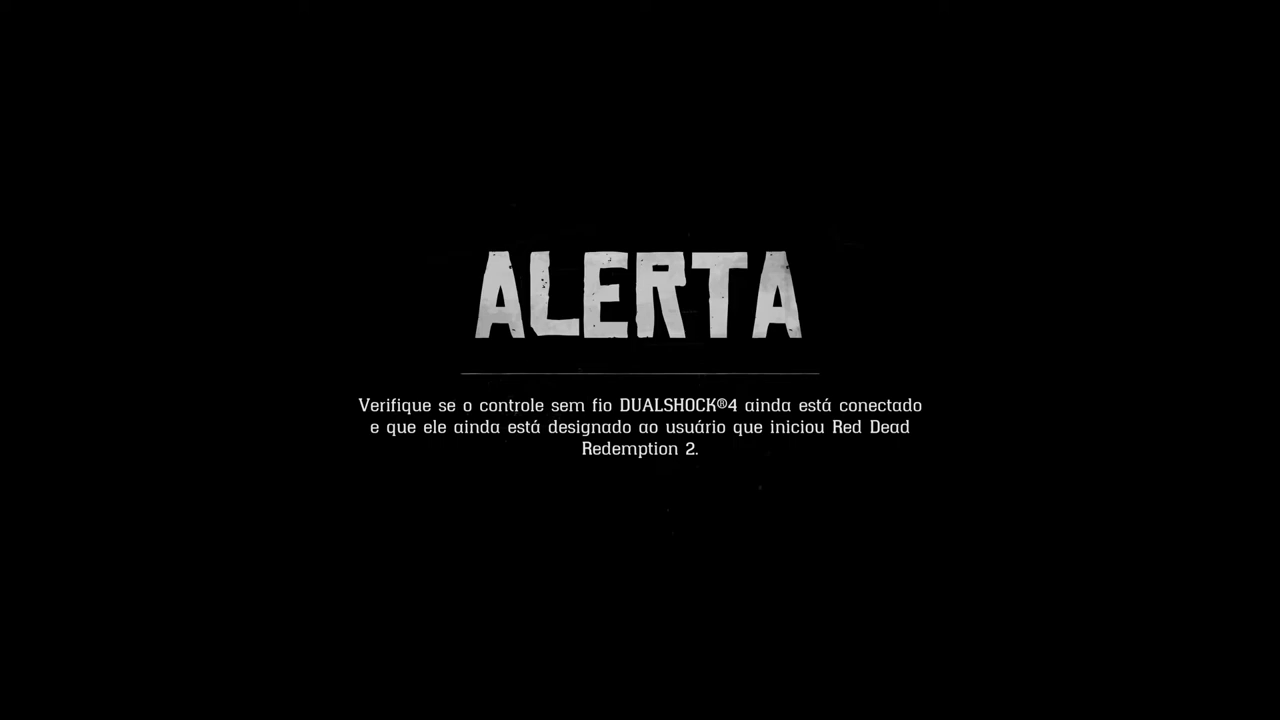 ALERTA
Verifique se o controle sem fio DUALSHOCK®4 ainda está conectado
e que ele ainda está designado ao usuário que iniciou Red Dead
Redemption 2.